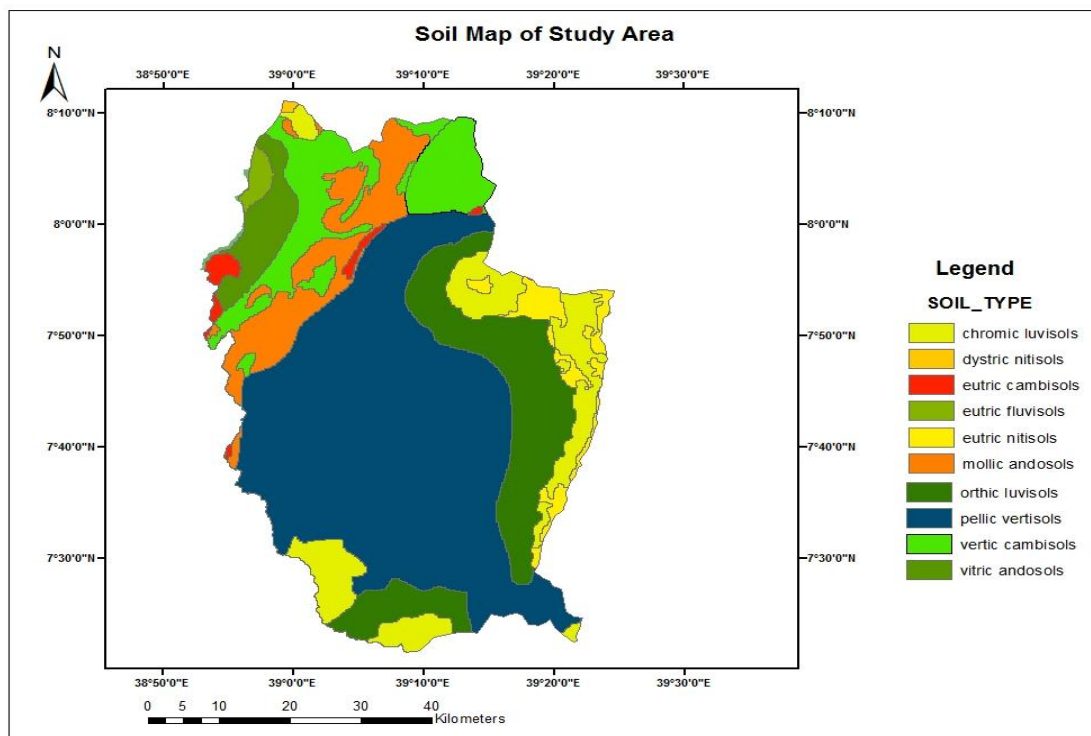 Soil Map of Study Area
N
38°50'0"E 39°0'0"E 39°10'0"E 39°20'0"E 39°30'0"E
8°10'0"N 8°10'0"N
8°0'0"N 8°0'0"N
7°50'0"N 7°50'0"N
7°40'0"N 7°40'0"N
7°30'0"N 7°30'0"N
38°50'0"E 39°0'0"E 39°10'0"E 39°20'0"E 39°30'0"E
0 5 10 20 30 40
Kilometers
Legend
SOIL_TYPE
chromic luvisols
dystric nitisols
eutric cambisols
eutric fluvisols
eutric nitisols
mollic andosols
orthic luvisols
pellic vertisols
vertic cambisols
vitric andosols